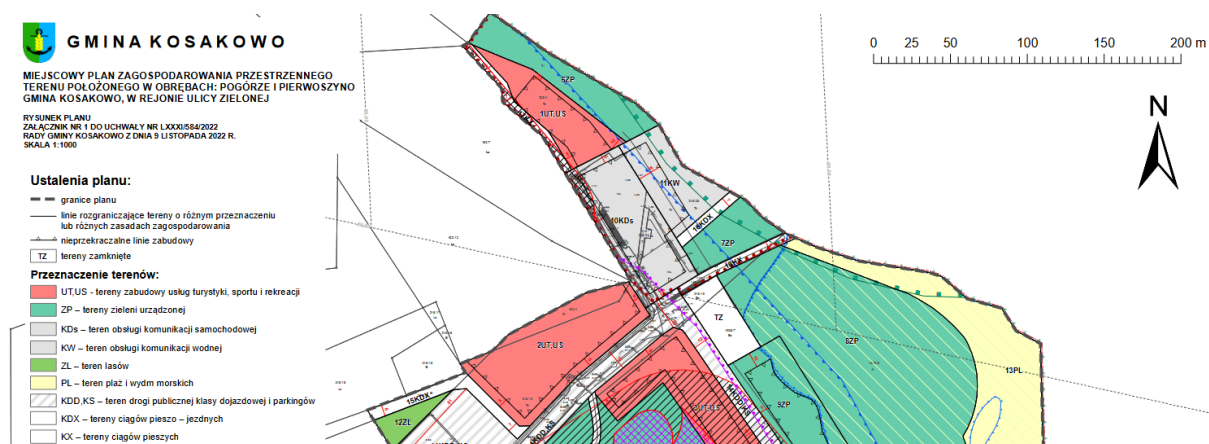 GMINA KOSAKOWO
MIEJSCOWY PLAN ZAGOSPODAROWANIA PRZESTRZENNEGO
TERENU POŁOŻONEGO W OBRĘBACH: POGÓRZE I PIERWOSZYNO
GMINA KOSAKOWO, W REJONIE ULICY ZIELONEJ
RYSUNEK PLANU
ZAŁĄCZNIK NR 1 DO UCHWAŁY NR LXXXI/584/2022
RADY GMINY KOSAKOWO Z DNIA 9 LISTOPADA 2022 R.
SKALA 1:1000
Ustalenia planu:
granice planu
linie rozgraniczające tereny o różnym przeznaczeniu
lub różnych zasadach zagospodarowania
nieprzekraczalne linie zabudowy
TZ tereny zamknięte
Przeznaczenie terenów:
UT,US - tereny zabudowy usług turystyki, sportu i rekreacji
ZP – tereny zieleni urządzonej
KDs – teren obsługi komunikacji samochodowej
KW – teren obsługi komunikacji wodnej
ZL – teren lasów
PL – teren plaż i wydm morskich
KDD,KS – teren drogi publicznej klasy dojazdowej i parkingów
KDX – tereny ciągów pieszo – jezdnych
KX – tereny ciągów pieszych
0 25 50 100 150 200 m
N
1UT,US
11KW
10KDs
16KDX
7ZP
TZ
2UT,US
13PL
9ZP
15KDX*
12ZL